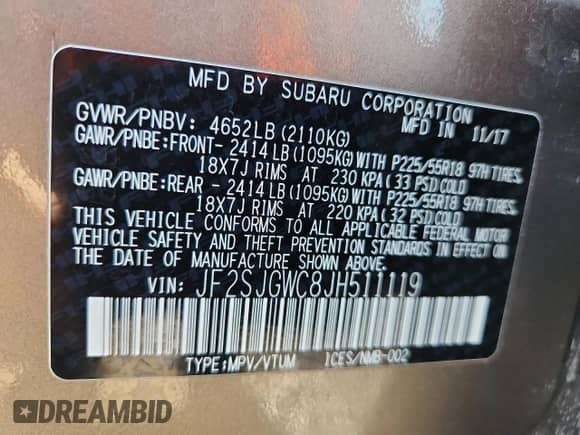 MFD BY SUBARU CORPORATION
MFD IN 11/17
GVWR/PNBV: 4652LB(2110KG)
GAWR/PNBE:FRONT- 2414LB(1095KG)WITH P225/55R18 97H TIRES,
18X7J RIMS AT 230 KPA(33 PSI)COLD
GAWR/PNBE:REAR - 2414LB(1095KG)WITH P225/55R18 97H TIRES,
18X7J RIMS AT 220 KPA(32 PSI)COLD
THIS VEHICLE CONFORMS TO ALL APPLICABLE FEDERAL MOTOR
VEHICLE SAFETY AND THEFT PREVENTION STANDARDS IN EFFECT ON
THE DATE OF MANUFACTURE SHOWN ABOVE.
VIN: JF2SJGWC8JH511119
TYPE:MPV/VTUM ICES/NMB-002
DREAMBID